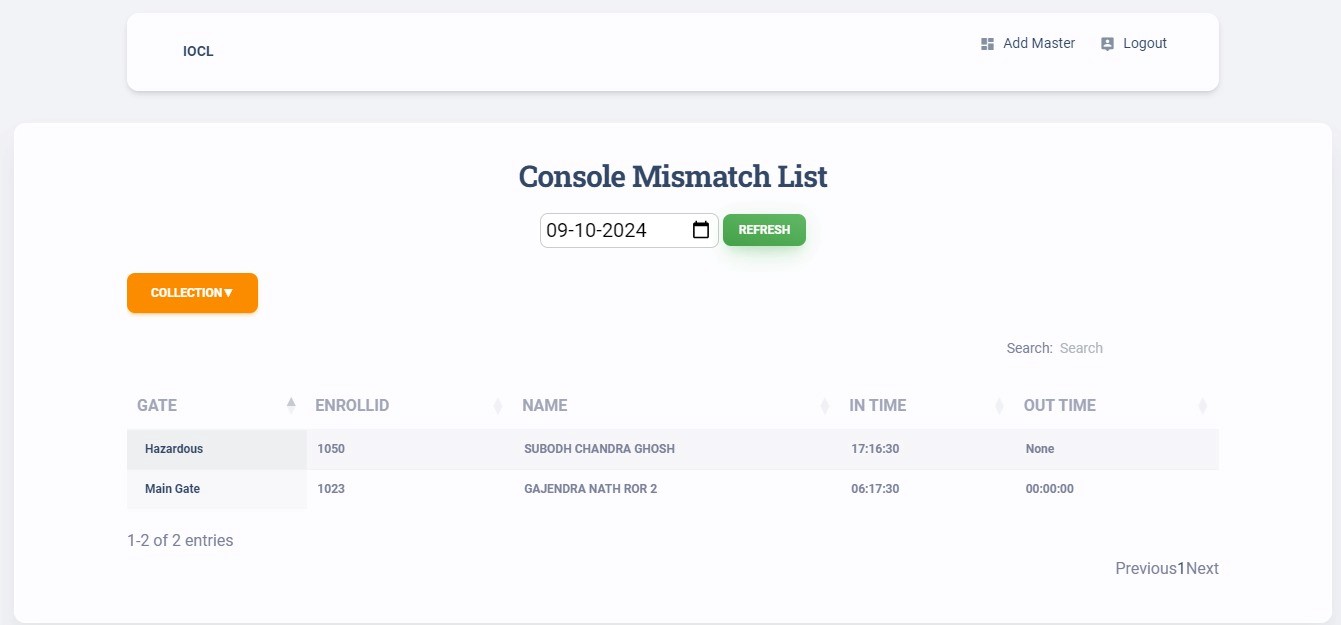 IOCL Add Master Logout
Console Mismatch List
09-10-2024 REFRESH
COLLECTION▼
Search: Search
GATE ENROLLID NAME IN TIME OUT TIME
Hazardous 1050 SUBODH CHANDRA GHOSH 17:16:30 None
Main Gate 1023 GAJENDRA NATH ROR 2 06:17:30 00:00:00
1-2 of 2 entries
Previous1Next